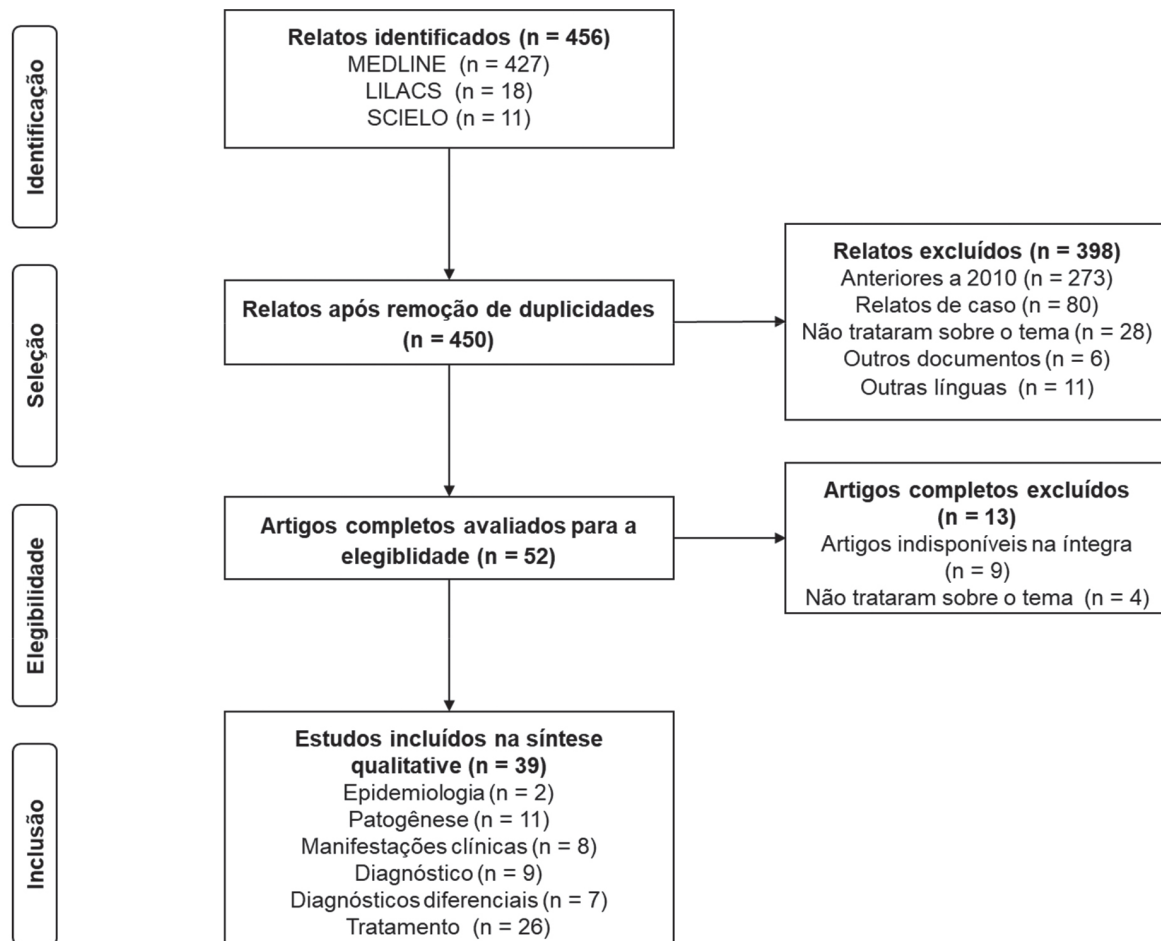 Identificação
Relatos identificados (n = 456)
MEDLINE (n = 427)
LILACS (n = 18)
SCIELO (n = 11)
Seleção
Relatos após remoção de duplicidades
(n = 450)
Relatos excluídos (n = 398)
Anteriores a 2010 (n = 273)
Relatos de caso (n = 80)
Não trataram sobre o tema (n = 28)
Outros documentos (n = 6)
Outras línguas (n = 11)
Elegibilidade
Artigos completos avaliados para a
elegiblidade (n = 52)
Artigos completos excluídos
(n = 13)
Artigos indisponíveis na íntegra
(n = 9)
Não trataram sobre o tema (n = 4)
Inclusão
Estudos incluídos na síntese
qualitative (n = 39)
Epidemiologia (n = 2)
Patogênese (n = 11)
Manifestações clínicas (n = 8)
Diagnóstico (n = 9)
Diagnósticos diferenciais (n = 7)
Tratamento (n = 26)